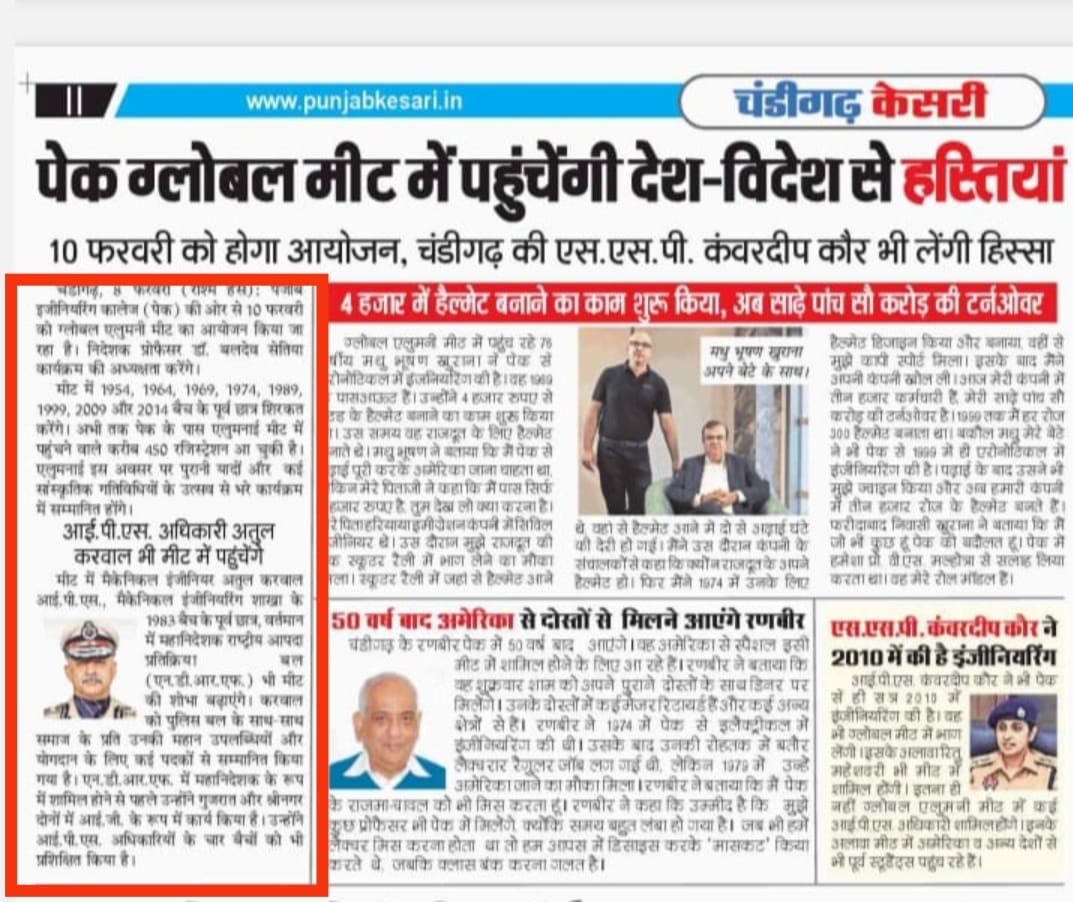 II
www.punjabkesari.in
चंडीगढ़ केसरी
पेक ग्लोबल मीट में पहुंचेंगी देश-विदेश से हस्तियां
10 फरवरी को होगा आयोजन, चंडीगढ़ की एस.एस.पी. कंवरदीप कौर भी लेंगी हिस्सा
चंडीगढ़, 8 फरवरी (रश्मि हंस): पंजाब
इंजीनियरिंग कालेज (पेक) की ओर से 10 फरवरी
को ग्लोबल एलुमनी मीट का आयोजन किया जा
रहा है। निदेशक प्रोफैसर डॉ. बलदेव सेतिया
कार्यक्रम की अध्यक्षता करेंगे।
मीट में 1954, 1964, 1969, 1974, 1989,
1999, 2009 और 2014 बैच के पूर्व छात्र शिरकत
करेंगे। अभी तक पेक के पास एलुमनाई मीट में
पहुंचने वाले करीब 450 रजिस्ट्रेशन आ चुकी है।
एलुमनाई इस अवसर पर पुरानी यादों और कई
सांस्कृतिक गतिविधियों के उत्सव से भरे कार्यक्रम
में सम्मानित होंगे।
आई.पी.एस. अधिकारी अतुल
करवाल भी मीट में पहुंचेंगे
मीट में मैकेनिकल इंजीनियर अतुल करवाल
आई.पी.एस., मैकेनिकल इंजीनियरिंग शाखा के
1983 बैच के पूर्व छात्र, वर्तमान
में महानिदेशक राष्ट्रीय आपदा
प्रतिक्रिया बल
(एन.डी.आर.एफ.) भी मीट
की शोभा बढ़ाएंगे। करवाल
को पुलिस बल के साथ-साथ
समाज के प्रति उनकी महान उपलब्धियों और
योगदान के लिए कई पदकों से सम्मानित किया
गया है। एन.डी.आर.एफ. में महानिदेशक के रूप
में शामिल होने से पहले उन्होंने गुजरात और श्रीनगर
दोनों में आई.जी. के रूप में कार्य किया है। उन्होंने
आई.पी.एस. अधिकारियों के चार बैचों को भी
प्रशिक्षित किया है।
4 हजार में हैल्मेट बनाने का काम शुरू किया, अब साढ़े पांच सौ करोड़ की टर्नओवर
ग्लोबल एलुमनी मीट में पहुंच रहे 76
र्षीय मधु भूषण खुराना ने पेक से
रोनोटिकल में इंजनियरिंग की है। वह 1969
पासआऊट हैं। उन्होंने 4 हजार रुपए से
टड के हैल्मेट बनाने का काम शुरू किया
। उस समय वह राजदूत के लिए हैल्मेट
नाते थे। मधु भूषण ने बताया कि मैं पेक से
ढ़ाई पूरी करके अमेरिका जाना चाहता था,
किन मेरे पिताजी ने कहा कि मैं पास सिर्फ
हजार रुपए हैं, तुम देख लो क्या करना है।
रे पिता हरियाणा इमीग्रेशन कंपनी में सिविल
जीनियर थे। उस दौरान मुझे राजदूत की
क स्कूटर रैली में भाग लेने का मौका
मला। स्कूटर रैली में जहां से हैल्मेट आने
मधु भूषण खुराना
अपने बेटे के साथ।
थे, वहां से हैल्मेट आने में दो से अढ़ाई घंटे
की देरी हो गई। मैंने उस दौरान कंपनी के
संचालकों से कहा कि क्यों न राजदूत के अपने
हैल्मेट हो। फिर मैंने 1974 में उनके लिए
हैल्मेट डिजाइन किया और बनाया, वहीं से
मुझे काफी स्पोर्ट मिला। इसके बाद मैंने
अपनी कंपनी खोल ली। आज मेरी कंपनी में
तीन हजार कर्मचारी हैं, मेरी साढ़े पांच सौ
करोड़ की टर्नओवर है। 1999 तक मैं हर रोज
300 हैल्मेट बनाता था। बकौल मधु मेरे बेटे
ने भी पेक से 1999 में ही एरोनोटिकल में
इंजीनियरिंग की है। पढ़ाई के बाद उसने भी
मुझे ज्वाइन किया और अब हमारी कंपनी
में तीन हजार रोज के हैल्मेट बनते हैं।
फरीदाबाद निवासी खुराना ने बताया कि मैं
जो भी कुछ हूं पेक की बदौलत हूं। पेक में
हमेशा प्रो. वी.एस. मल्होत्रा से सलाह लिया
करता था। वह मेरे रोल मॉडल हैं।
50 वर्ष बाद अमेरिका से दोस्तों से मिलने आएंगे रणबीर
चंडीगढ़ के रणबीर पेक में 50 वर्ष बाद आएंगे। वह अमेरिका से स्पैशल इसी
मीट में शामिल होने के लिए आ रहे हैं। रणबीर ने बताया कि
वह शुक्रवार शाम को अपने पुराने दोस्तों के साथ डिनर पर
मिलेंगे। उनके दोस्तों में कई मेजर रिटायर्ड हैं और कई अन्य
क्षेत्रों से हैं। रणबीर ने 1974 में पेक से इलैक्ट्रीकल में
इंजीनियरिंग की थी। उसके बाद उनकी रोहतक में बतौर
लैक्चरार रैगुलर जॉब लग गई थी, लेकिन 1979 में उन्हें
अमेरिका जाने का मौका मिला। रणबीर ने बताया कि मैं पेक
के राजमा-चावल को भी मिस करता हूं। रणबीर ने कहा कि उम्मीद है कि मुझे
कुछ प्रोफैसर भी पेक में मिलेंगे, क्योंकि समय बहुत लंबा हो गया है। जब भी हमें
लैक्चर मिस करना होता था तो हम आपस में डिसाइस करके 'मासकट' किया
करते थे, जबकि क्लास बंक करना गलत है।
एस.एस.पी. कंवरदीप कौर ने
2010 में की है इंजीनियरिंग
आई.पी.एस. कंवरदीप कौर ने भी पेक
से ही सत्र 2010 में
इंजीनियरिंग की है। वह
भी ग्लोबल मीट में भाग
लेंगी। इसके अलावा रितु
महेश्वरी भी मीट में
शामिल होंगी। इतना ही
नहीं ग्लोबल एलुमनी मीट में कई
आई.पी.एस. अधिकारी शामिल होंगे। इनके
अलावा मीट में अमेरिका व अन्य देशों से
भी पूर्व स्टूडैंट्स पहुंच रहे हैं।